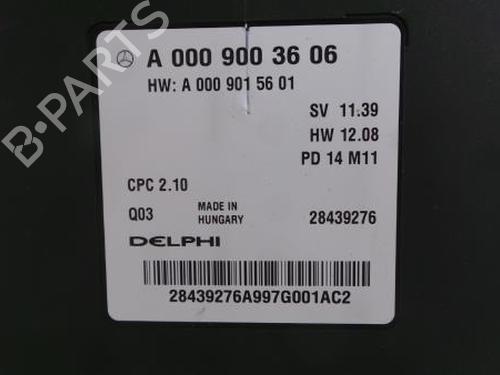 A 000 900 36 06
HW: A 000 901 56 01
SV 11.39
HW 12.08
PD 14 M11
CPC 2.10
Q03
MADE IN
HUNGARY
28439276
DELPHI
28439276A997G001AC2
B-PARTS